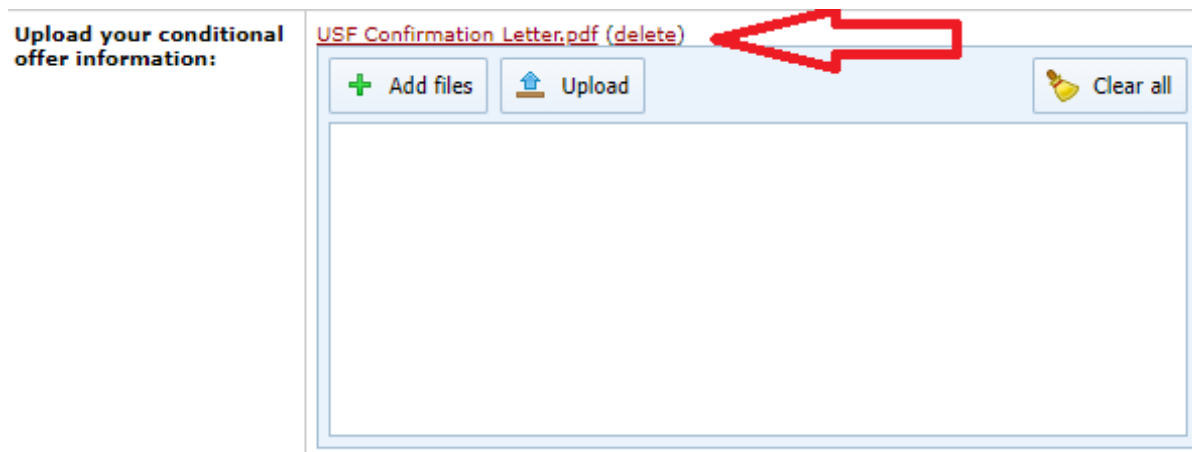 Upload your conditional
offer information:
USF Confirmation Letter.pdf (delete)
Add files
Upload
Clear all